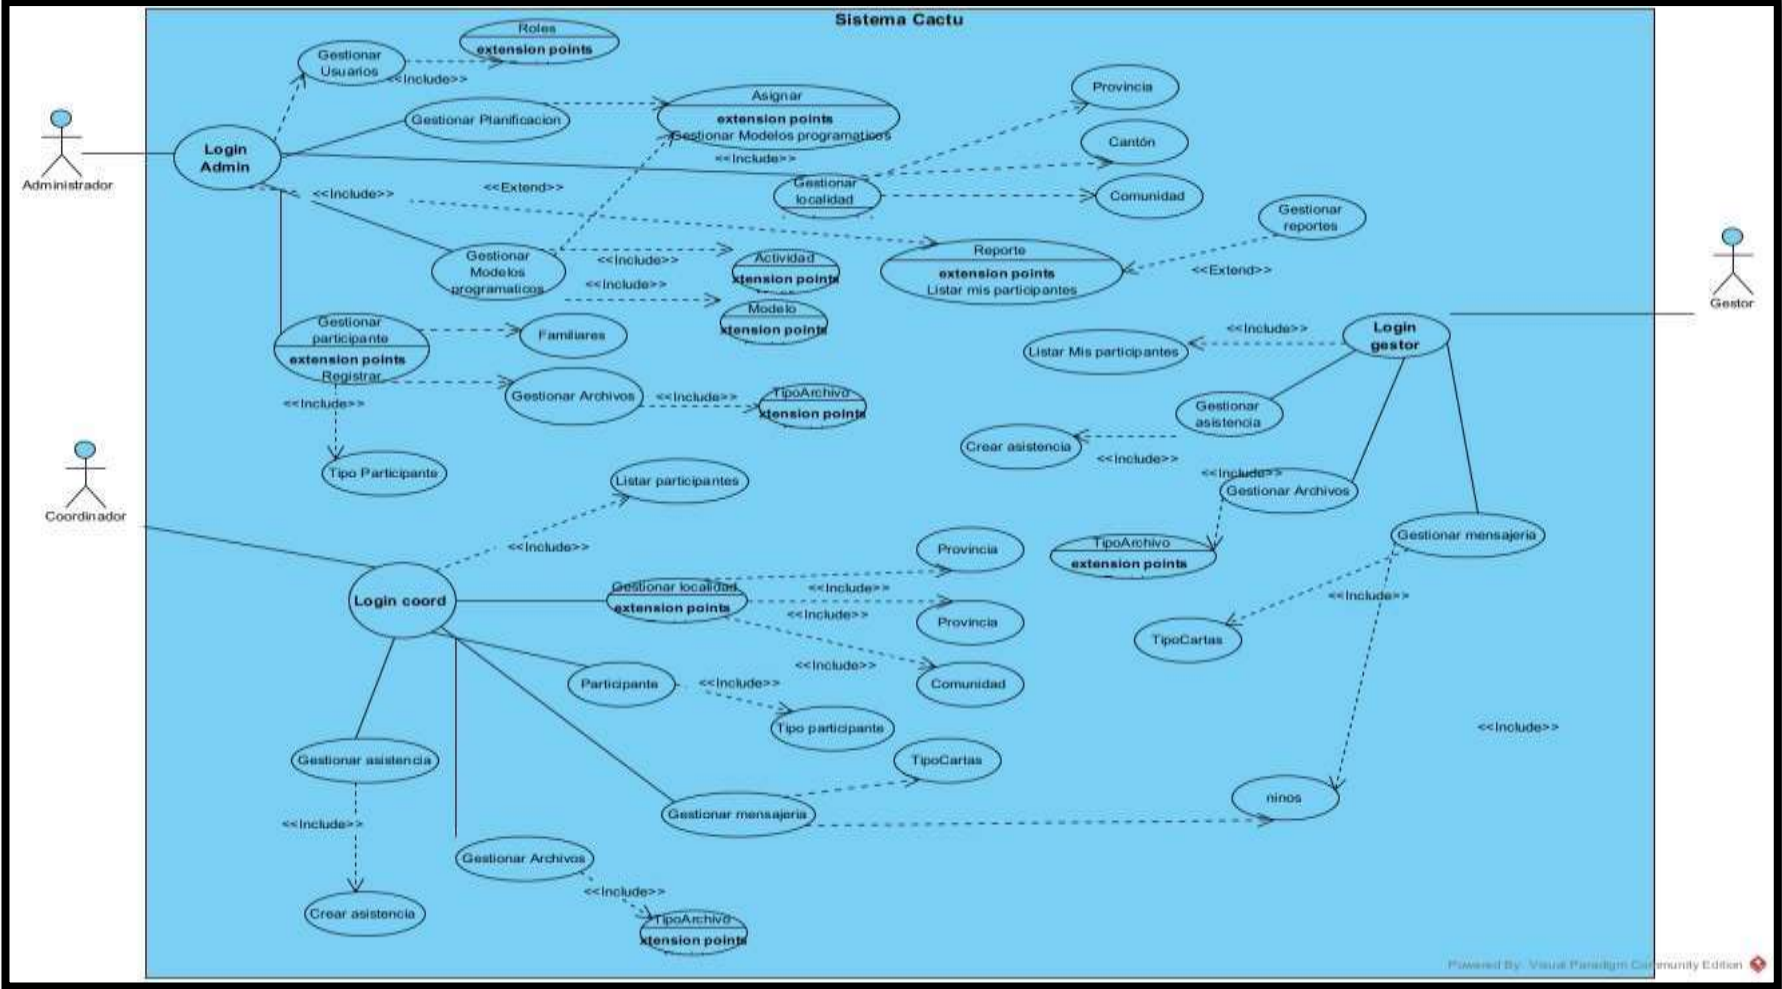 Sistema Cactu
Roles
extension points
Gestionar
Usuarios
<<Include>>
Gestionar Planificacion
Asignar
extension points
Gestionar Modelos programaticos
<<Include>>
Provincia
Cantón
Comunidad
Login
Admin
Administrador
<<Include>>
<<Extend>>
Gestionar
localidad
Gestionar
reportes
<<Extend>>
Reporte
extension points
Listar mis participantes
Gestionar
Modelos
programaticos
<<Include>>
<<Include>>
Actividad
xtension points
Modelo
xtension points
Gestor
Login
gestor
<<Include>>
Listar Mis participantes
Gestionar
participante
extension points
Registrar
Familiares
Gestionar Archivos
<<Include>>
TipoArchivo
xtension points
<<Include>>
Tipo Participante
Gestionar
asistencia
Crear asistencia
<<Include>>
<<Include>>
Gestionar Archivos
TipoArchivo
extension points
Gestionar mensajeria
<<Include>>
TipoCartas
<<Include>>
ninos
Coordinador
Listar participantes
<<Include>>
Login coord
Gestionar localidad
extension points
<<Include>>
<<Include>>
<<Include>>
Provincia
Provincia
Comunidad
Participante
<<Include>>
Tipo participante
TipoCartas
Gestionar mensajeria
Gestionar asistencia
<<Include>>
Crear asistencia
Gestionar Archivos
<<Include>>
TipoArchivo
xtension points
Powered By: Visual Paradigm Community Edition